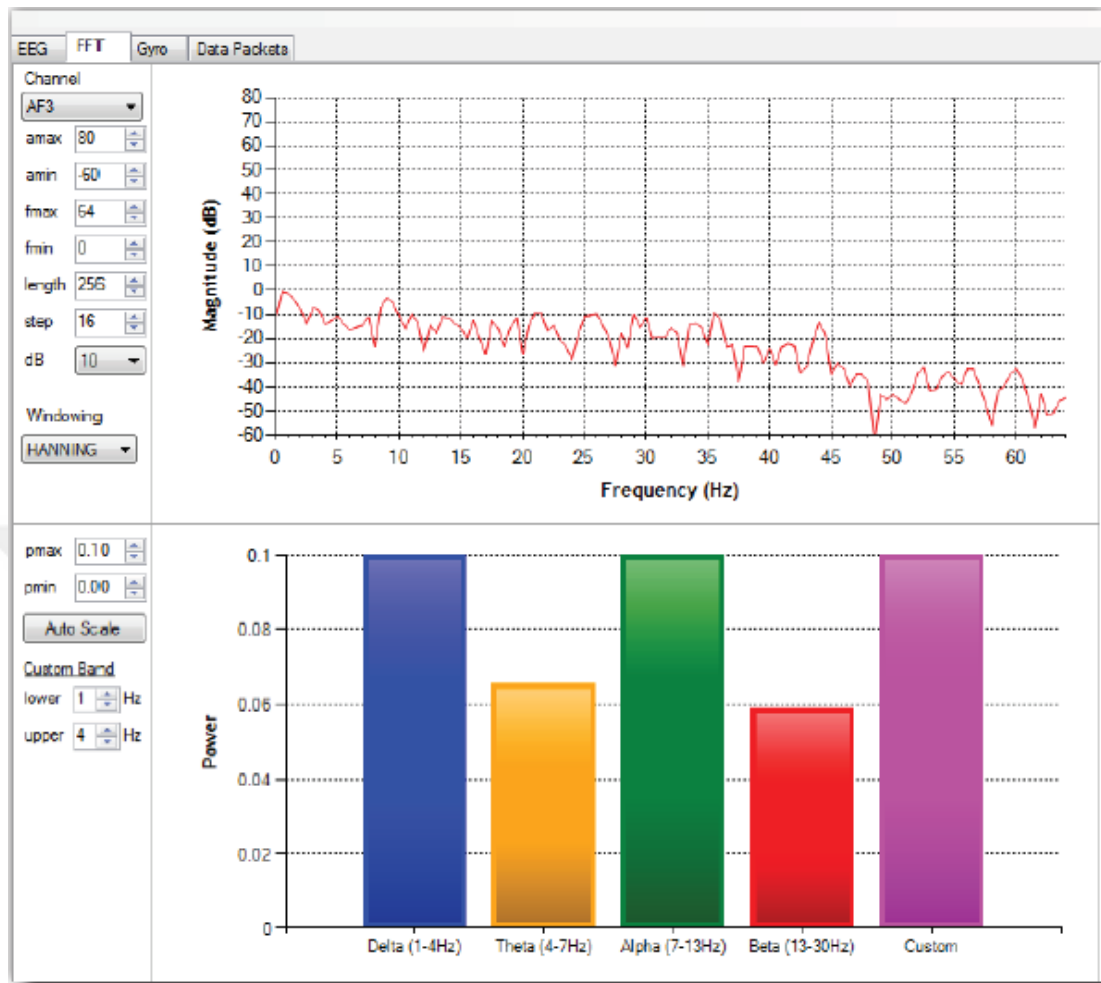 EEG FFT Gyro Data Packets
Channel
AF3
amax 80
amin -60
fmax 64
fmin 0
length 256
step 16
dB 10
Windowing
HANNING
80
70
60
50
40
30
20
10
0
-10
-20
-30
-40
-50
-60
Magnitude (dB)
0 5 10 15 20 25 30 35 40 45 50 55 60
Frequency (Hz)
pmax 0.10
pmin 0.00
Auto Scale
Custom Band
lower 1 Hz
upper 4 Hz
0.1
0.08
0.06
0.04
0.02
0
Power
Delta (1-4Hz) Theta (4-7Hz) Alpha (7-13Hz) Beta (13-30Hz) Custom